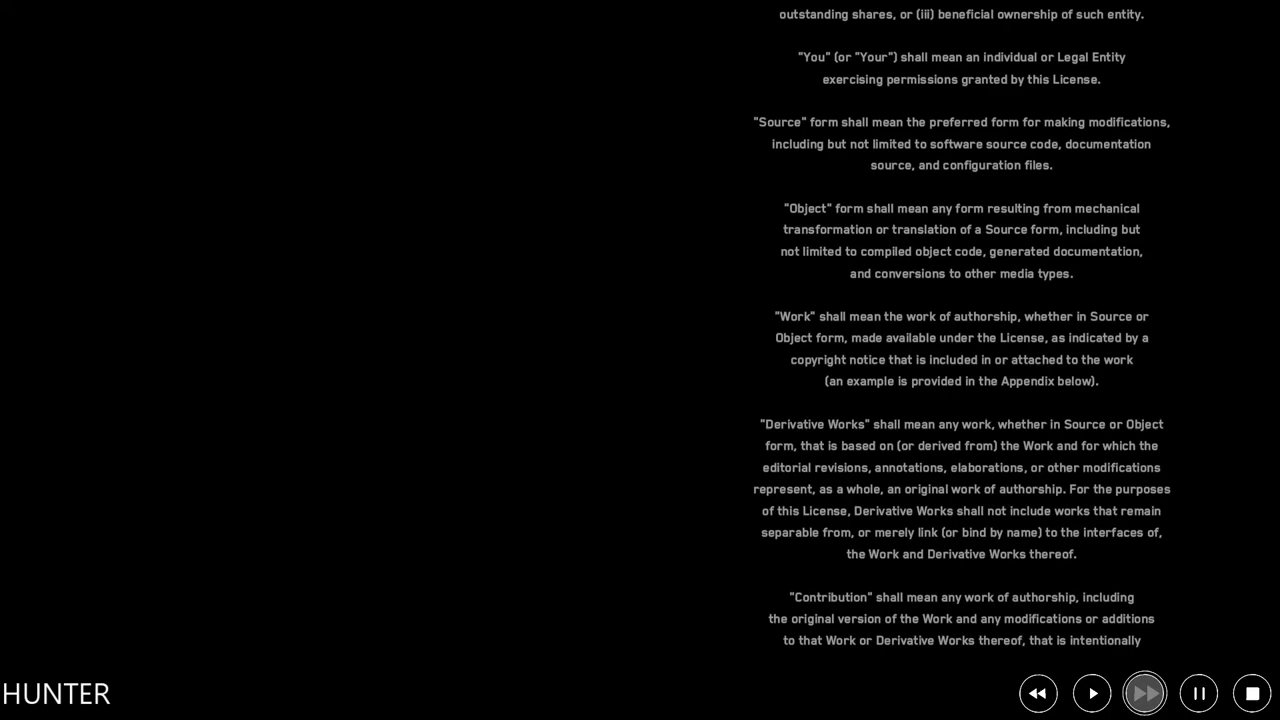 outstanding shares, or (iii) beneficial ownership of such entity.
"You" (or "Your") shall mean an individual or Legal Entity
exercising permissions granted by this License.
"Source" form shall mean the preferred form for making modifications,
including but not limited to software source code, documentation
source, and configuration files.
"Object" form shall mean any form resulting from mechanical
transformation or translation of a Source form, including but
not limited to compiled object code, generated documentation,
and conversions to other media types.
"Work" shall mean the work of authorship, whether in Source or
Object form, made available under the License, as indicated by a
copyright notice that is included in or attached to the work
(an example is provided in the Appendix below).
"Derivative Works" shall mean any work, whether in Source or Object
form, that is based on (or derived from) the Work and for which the
editorial revisions, annotations, elaborations, or other modifications
represent, as a whole, an original work of authorship. For the purposes
of this License, Derivative Works shall not include works that remain
separable from, or merely link (or bind by name) to the interfaces of,
the Work and Derivative Works thereof.
"Contribution" shall mean any work of authorship, including
the original version of the Work and any modifications or additions
to that Work or Derivative Works thereof, that is intentionally
HUNTER